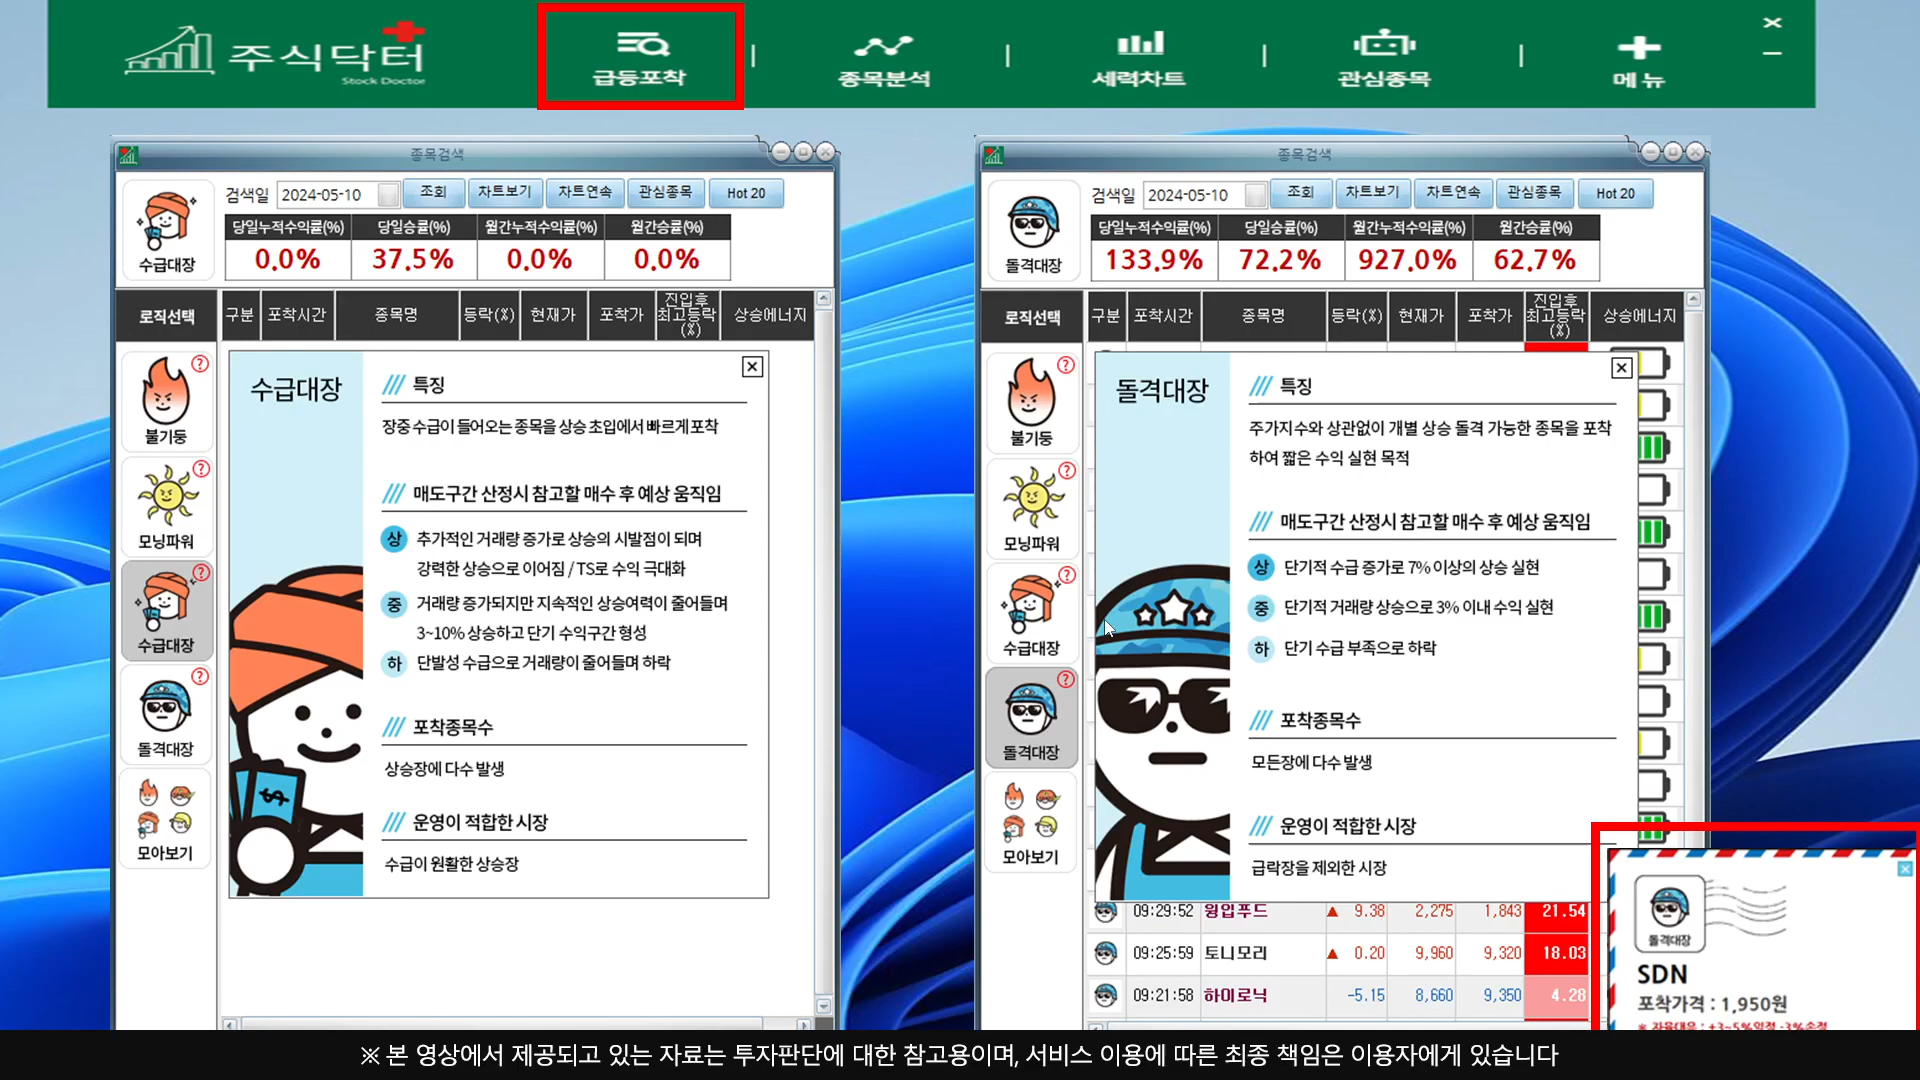 주식닥터
Stock Doctor
급등포착
종목분석
세력차트
관심종목
메뉴
종목검색
수급대장
검색일 2024-05-10 조회 차트보기 차트연속 관심종목 Hot 20
당일누적수익률(%) 당일승률(%) 월간누적수익률(%) 월간승률(%)
0.0% 37.5% 0.0% 0.0%
로직선택 구분 포착시간 종목명 등락(%) 현재가 포착가 진입후 최고등락 (%) 상승에너지
불기둥
모닝파워
수급대장
돌격대장
모아보기
수급대장
/// 특징
장중 수급이 들어오는 종목을 상승 초입에서 빠르게 포착
/// 매도구간 산정시 참고할 매수 후 예상 움직임
상 추가적인 거래량 증가로 상승의 시발점이 되며
강력한 상승으로 이어짐 / TS로 수익 극대화
중 거래량 증가되지만 지속적인 상승여력이 줄어들며
3~10% 상승하고 단기 수익구간 형성
하 단발성 수급으로 거래량이 줄어들며 하락
/// 포착종목수
상승장에 다수 발생
/// 운영이 적합한 시장
수급이 원활한 상승장
종목검색
돌격대장
검색일 2024-05-10 조회 차트보기 차트연속 관심종목 Hot 20
당일누적수익률(%) 당일승률(%) 월간누적수익률(%) 월간승률(%)
133.9% 72.2% 927.0% 62.7%
로직선택 구분 포착시간 종목명 등락(%) 현재가 포착가 진입후 최고등락 (%) 상승에너지
불기둥
모닝파워
수급대장
돌격대장
모아보기
돌격대장
/// 특징
주가지수와 상관없이 개별 상승 돌격 가능한 종목을 포착
하여 짧은 수익 실현 목적
/// 매도구간 산정시 참고할 매수 후 예상 움직임
상 단기적 수급 증가로 7% 이상의 상승 실현
중 단기적 거래량 상승으로 3% 이내 수익 실현
하 단기 수급 부족으로 하락
/// 포착종목수
모든장에 다수 발생
/// 운영이 적합한 시장
급락장을 제외한 시장
09:29:52 윙입푸드 ▲ 9.38 2,275 1,843 21.54
09:25:59 토니모리 ▲ 0.20 9,960 9,320 18.03
09:21:58 하이로닉 -5.15 8,660 9,350 4.28
돌격대장
SDN
포착가격 : 1,950원
※ 본 영상에서 제공되고 있는 자료는 투자판단에 대한 참고용이며, 서비스 이용에 따른 최종 책임은 이용자에게 있습니다